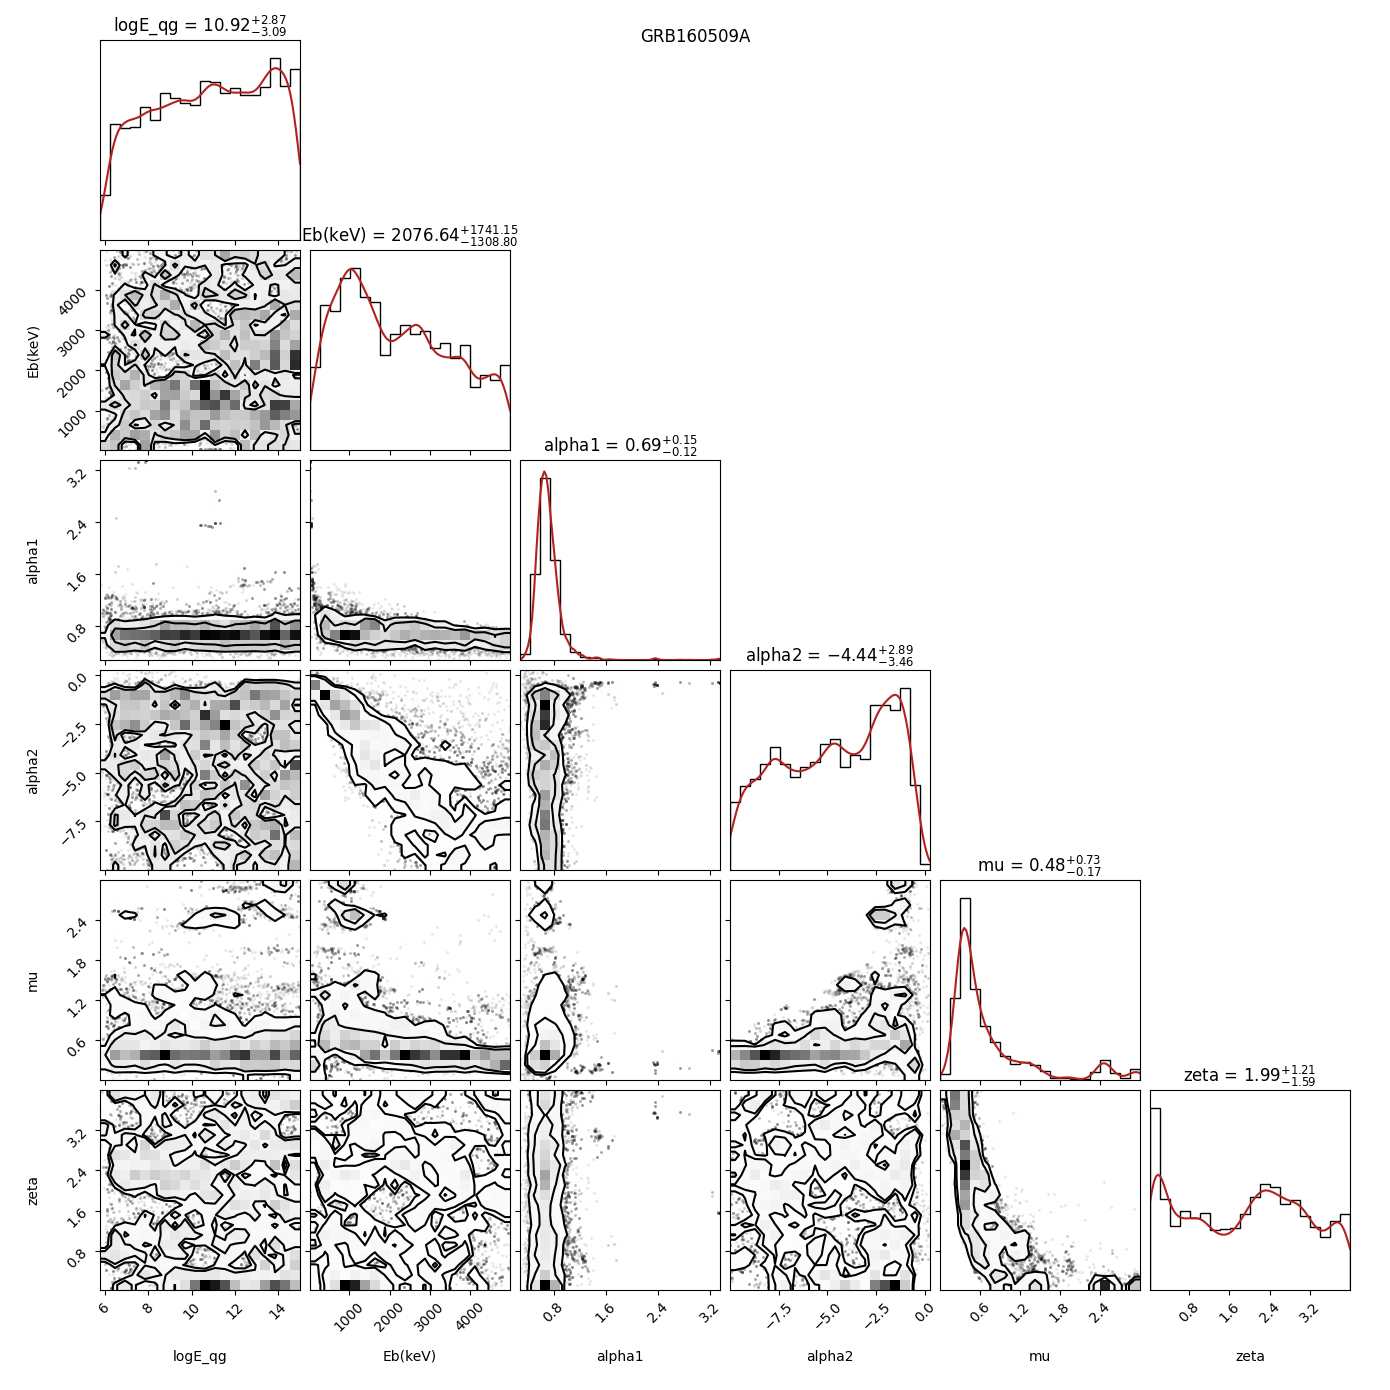 logE_qg = 10.92+2.87−3.09
GRB160509A
Eb(keV) = 2076.64+1741.15−1308.80
4000
3000
2000
1000
Eb(keV)
alpha1 = 0.69+0.15−0.12
3.2
2.4
1.6
0.8
alpha1
alpha2 = −4.44+2.89−3.46
0.0
−2.5
−5.0
−7.5
alpha2
mu = 0.48+0.73−0.17
2.4
1.8
1.2
0.6
mu
zeta = 1.99+1.21−1.59
3.2
2.4
1.6
0.8
zeta
6 8 10 12 14 1000 2000 3000 4000 0.8 1.6 2.4 3.2 −7.5 −5.0 −2.5 0.0 0.6 1.2 1.8 2.4 0.8 1.6 2.4 3.2
logE_qg Eb(keV) alpha1 alpha2 mu zeta